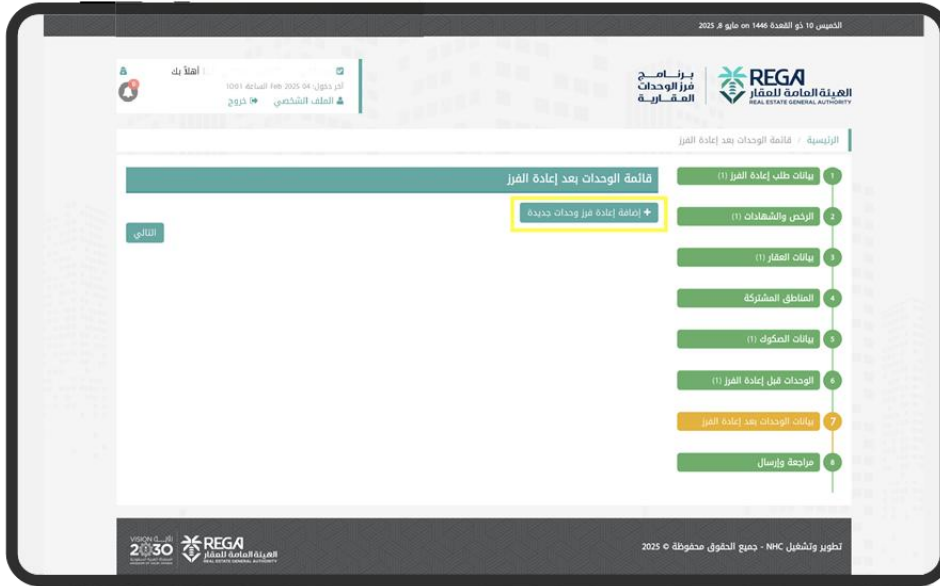 الخميس 10 ذو القعدة 1446 on مايو 8, 2025
REGA
الهيئة العامة للعقار
REAL ESTATE GENERAL AUTHORITY
برنـامـج
فرز الوحدات
العـقـاريـة
أهلاً بك
آخر دخول: 04 Feb 2025 الساعة 10:01
الملف الشخصي
خروج
الرئيسية / قائمة الوحدات بعد إعادة الفرز
1 بيانات طلب إعادة الفرز (1)
2 الرخص والشهادات (1)
3 بيانات العقار (1)
4 المناطق المشتركة
5 بيانات الصكوك (1)
6 الوحدات قبل إعادة الفرز (1)
7 بيانات الوحدات بعد إعادة الفرز
8 مراجعة وإرسال
قائمة الوحدات بعد إعادة الفرز
+ إضافة إعادة فرز وحدات جديدة
التالي
تطوير وتشغيل NHC - جميع الحقوق محفوظة © 2025
REGA
الهيئة العامة للعقار
REAL ESTATE GENERAL AUTHORITY
VISION رؤيــة
2030